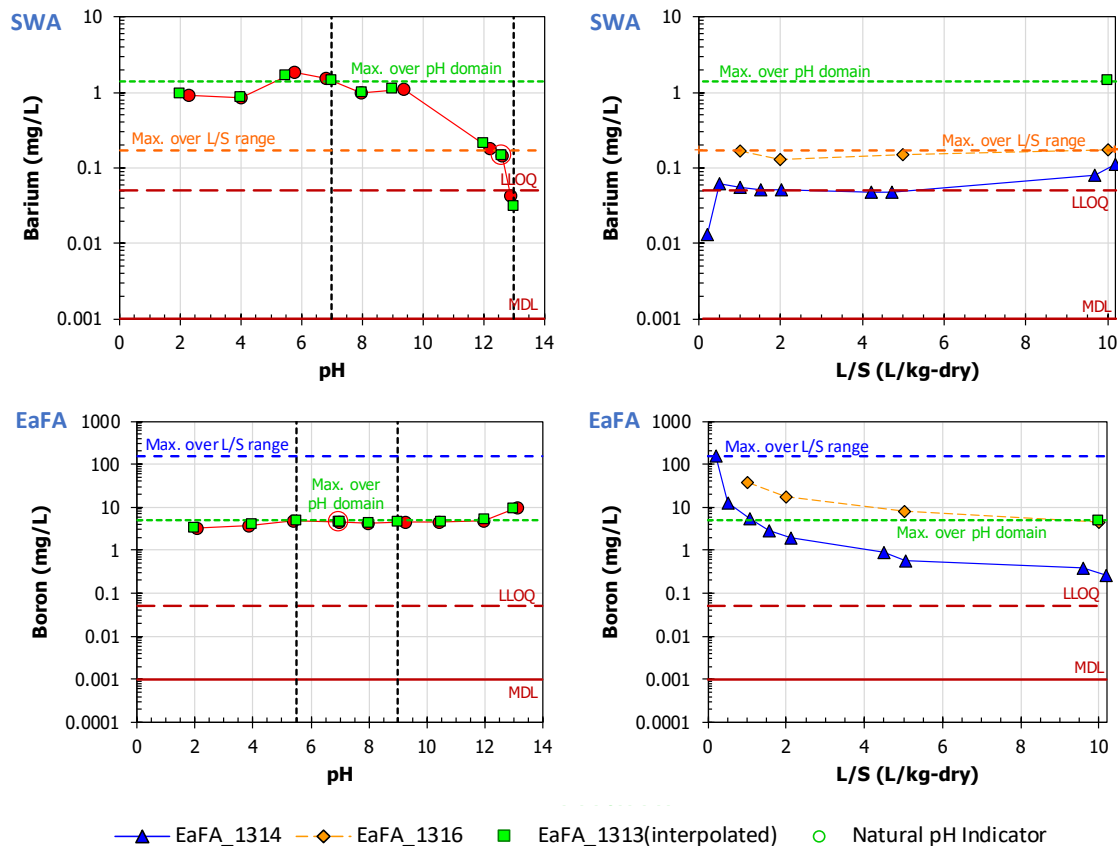 SWA
Barium (mg/L)
10
1
0.1
0.01
0.001
Max. over pH domain
Max. over L/S range
LLOQ
MDL
0 2 4 6 8 10 12 14
pH
SWA
Barium (mg/L)
10
1
0.1
0.01
0.001
Max. over pH domain
Max. over L/S range
LLOQ
MDL
0 2 4 6 8 10
L/S (L/kg-dry)
EaFA
Boron (mg/L)
1000
100
10
1
0.1
0.01
0.001
0.0001
Max. over L/S range
Max. over
pH domain
LLOQ
MDL
0 2 4 6 8 10 12 14
pH
EaFA
Boron (mg/L)
1000
100
10
1
0.1
0.01
0.001
0.0001
Max. over L/S range
Max. over pH domain
LLOQ
MDL
0 2 4 6 8 10
L/S (L/kg-dry)
EaFA_1314 EaFA_1316 EaFA_1313(interpolated) Natural pH Indicator